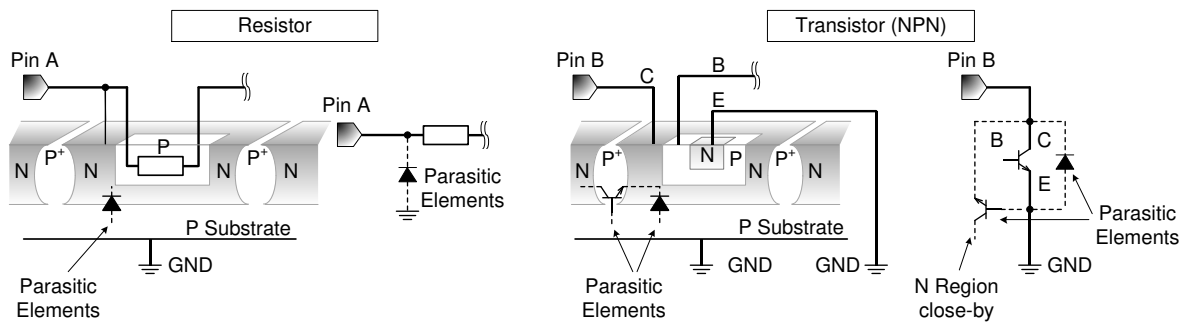 Resistor
Transistor (NPN)
Pin A
Pin A
N
P+
N
P
N
P+
N
Parasitic
Elements
P Substrate
GND
Parasitic
Elements
Pin B
C
B
E
N
P+
N
N
P
P+
N
P Substrate
GND
GND
Parasitic
Elements
Pin B
B
C
E
Parasitic
Elements
GND
N Region
close-by